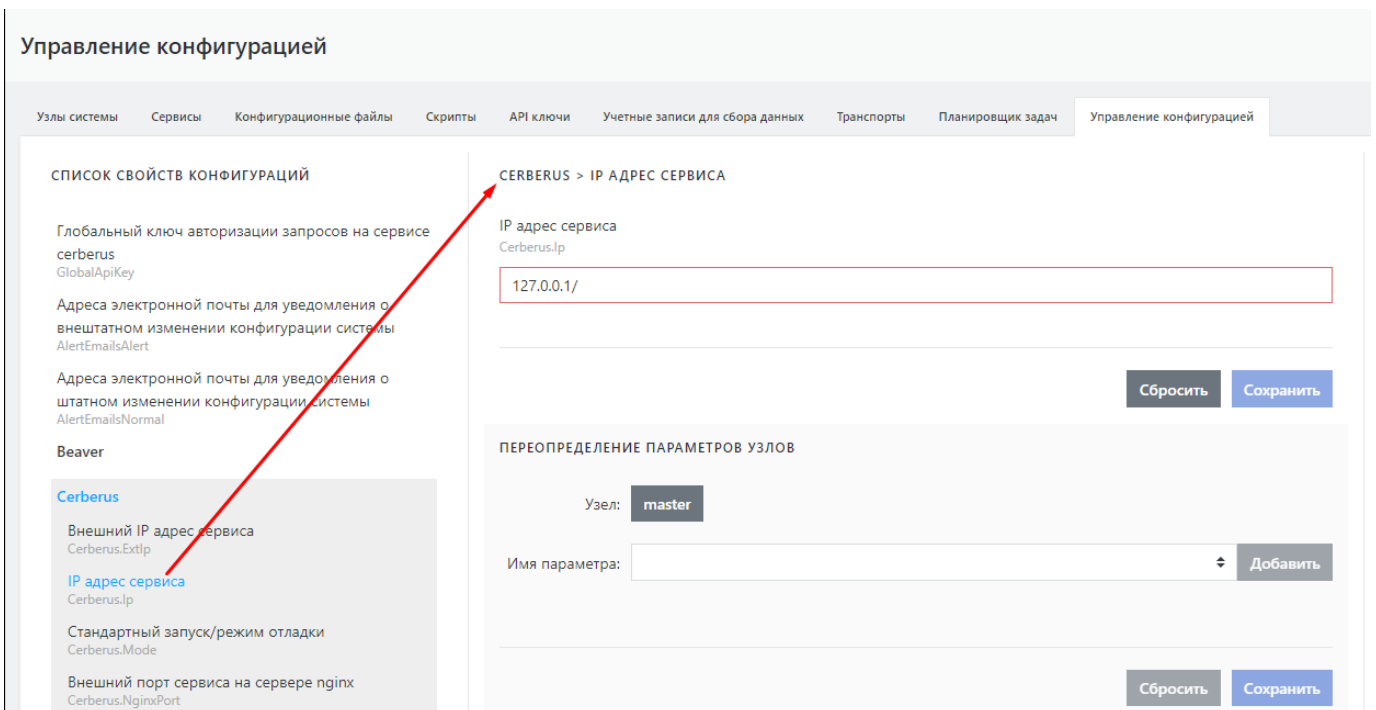 Управление конфигурацией
Узлы системы Сервисы Конфигурационные файлы Скрипты API ключи Учетные записи для сбора данных Транспорты Планировщик задач Управление конфигурацией
СПИСОК СВОЙСТВ КОНФИГУРАЦИЙ
Глобальный ключ авторизации запросов на сервисе
cerberus
GlobalApiKey
Адреса электронной почты для уведомления о
внештатном изменении конфигурации системы
AlertEmailsAlert
Адреса электронной почты для уведомления о
штатном изменении конфигурации системы
AlertEmailsNormal
Beaver
Cerberus
Внешний IP адрес сервиса
Cerberus.ExtIp
IP адрес сервиса
Cerberus.Ip
Стандартный запуск/режим отладки
Cerberus.Mode
Внешний порт сервиса на сервере nginx
Cerberus.NginxPort
CERBERUS > IP АДРЕС СЕРВИСА
IP адрес сервиса
Cerberus.Ip
127.0.0.1/
Сбросить Сохранить
ПЕРЕОПРЕДЕЛЕНИЕ ПАРАМЕТРОВ УЗЛОВ
Узел: master
Имя параметра: Добавить
Сбросить Сохранить